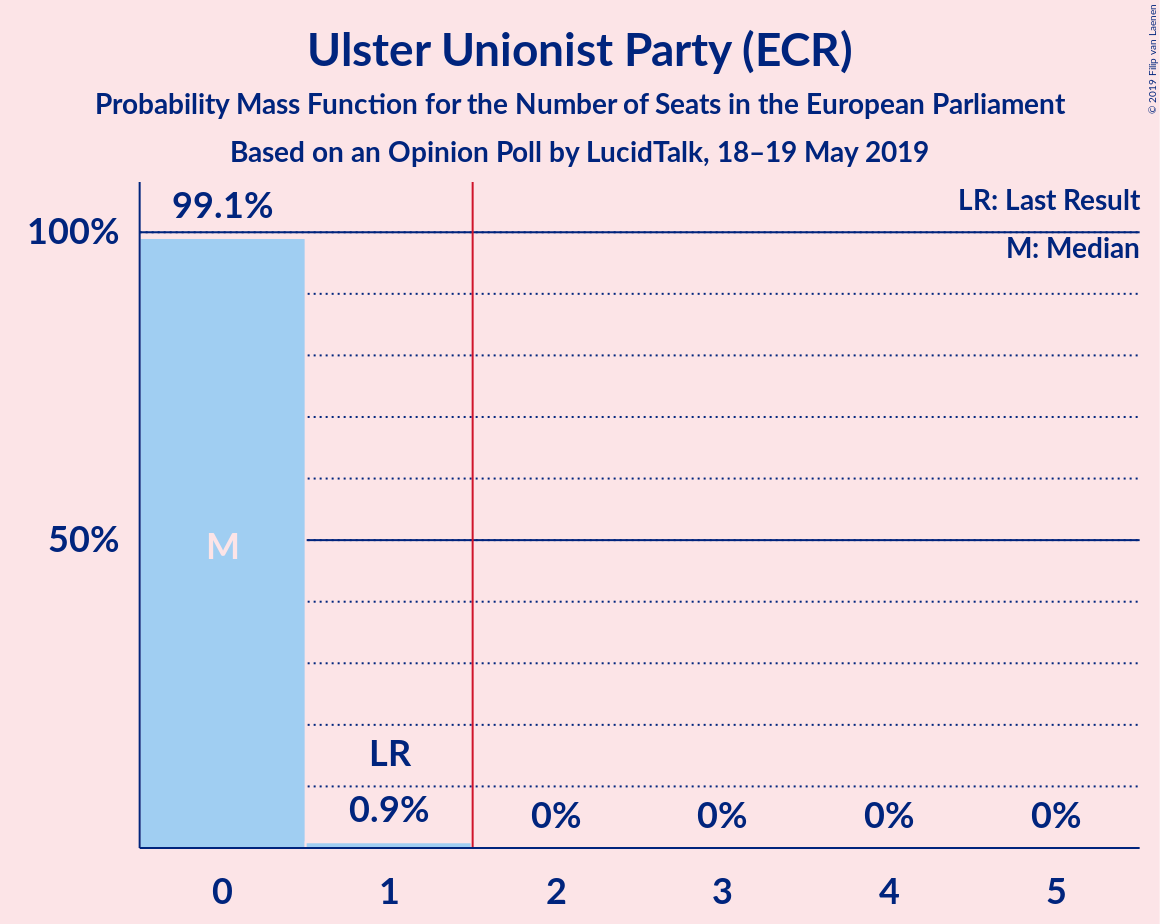 Ulster Unionist Party (ECR)
Probability Mass Function for the Number of Seats in the European Parliament
Based on an Opinion Poll by LucidTalk, 18–19 May 2019
© 2019 Filip van Laenen
LR: Last Result
M: Median
99.1%
100%
50%
M
LR
0.9%
0%
0%
0%
0%
0
1
2
3
4
5